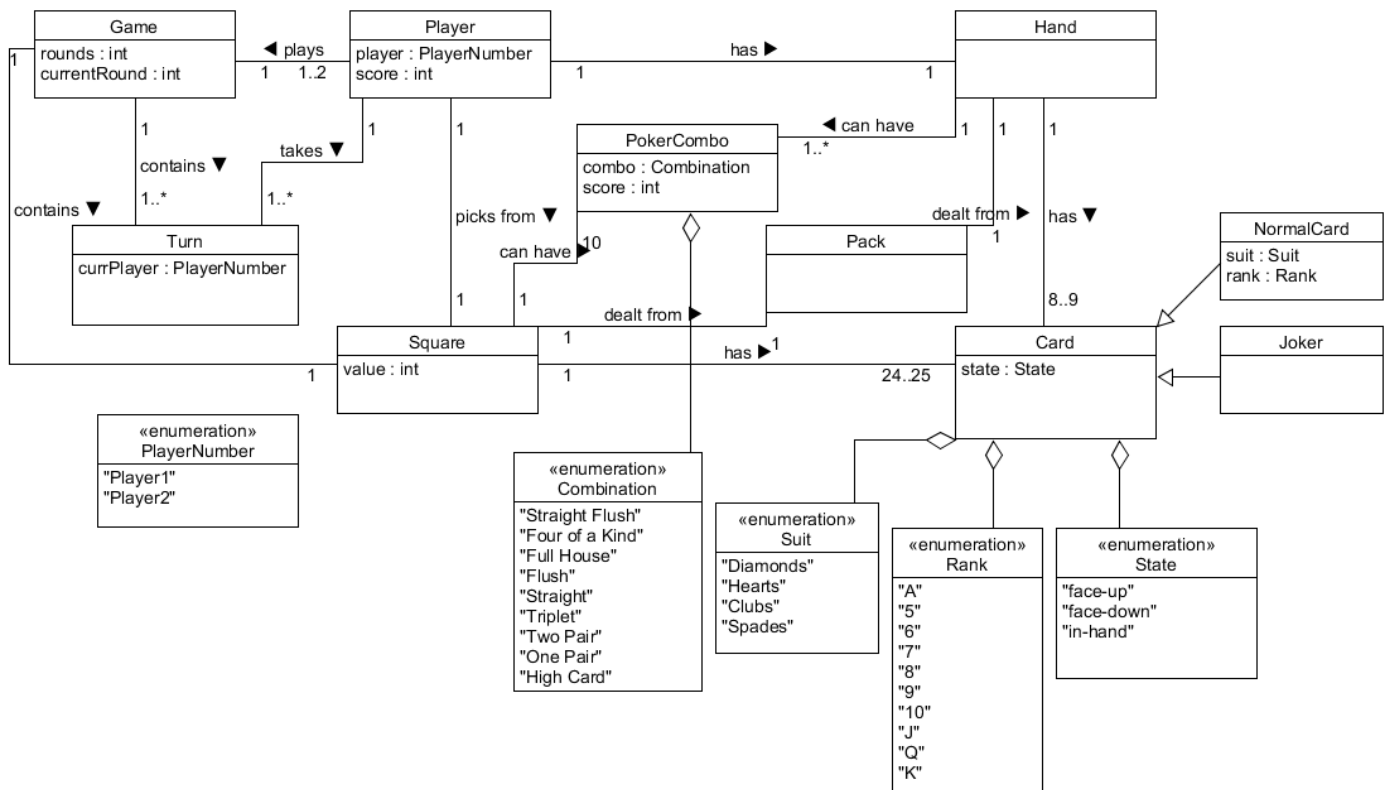 Game
rounds : int
currentRound : int
Player
player : PlayerNumber
score : int
Hand
◄ plays
1
1..2
has ►
1
1
1
1
contains ▼
1..*
1
takes ▼
1..*
1
picks from ▼
1
◄ can have
1
1..*
1
dealt from ►
1
1
has ▼
8..9
contains ▼
1
PokerCombo
combo : Combination
score : int
Turn
currPlayer : PlayerNumber
10
can have ►
1
Pack
NormalCard
suit : Suit
rank : Rank
dealt from ►
1
1
Square
value : int
has ►
1
24..25
Card
state : State
Joker
«enumeration»
PlayerNumber
"Player1"
"Player2"
«enumeration»
Combination
"Straight Flush"
"Four of a Kind"
"Full House"
"Flush"
"Straight"
"Triplet"
"Two Pair"
"One Pair"
"High Card"
«enumeration»
Suit
"Diamonds"
"Hearts"
"Clubs"
"Spades"
«enumeration»
Rank
"A"
"5"
"6"
"7"
"8"
"9"
"10"
"J"
"Q"
"K"
«enumeration»
State
"face-up"
"face-down"
"in-hand"